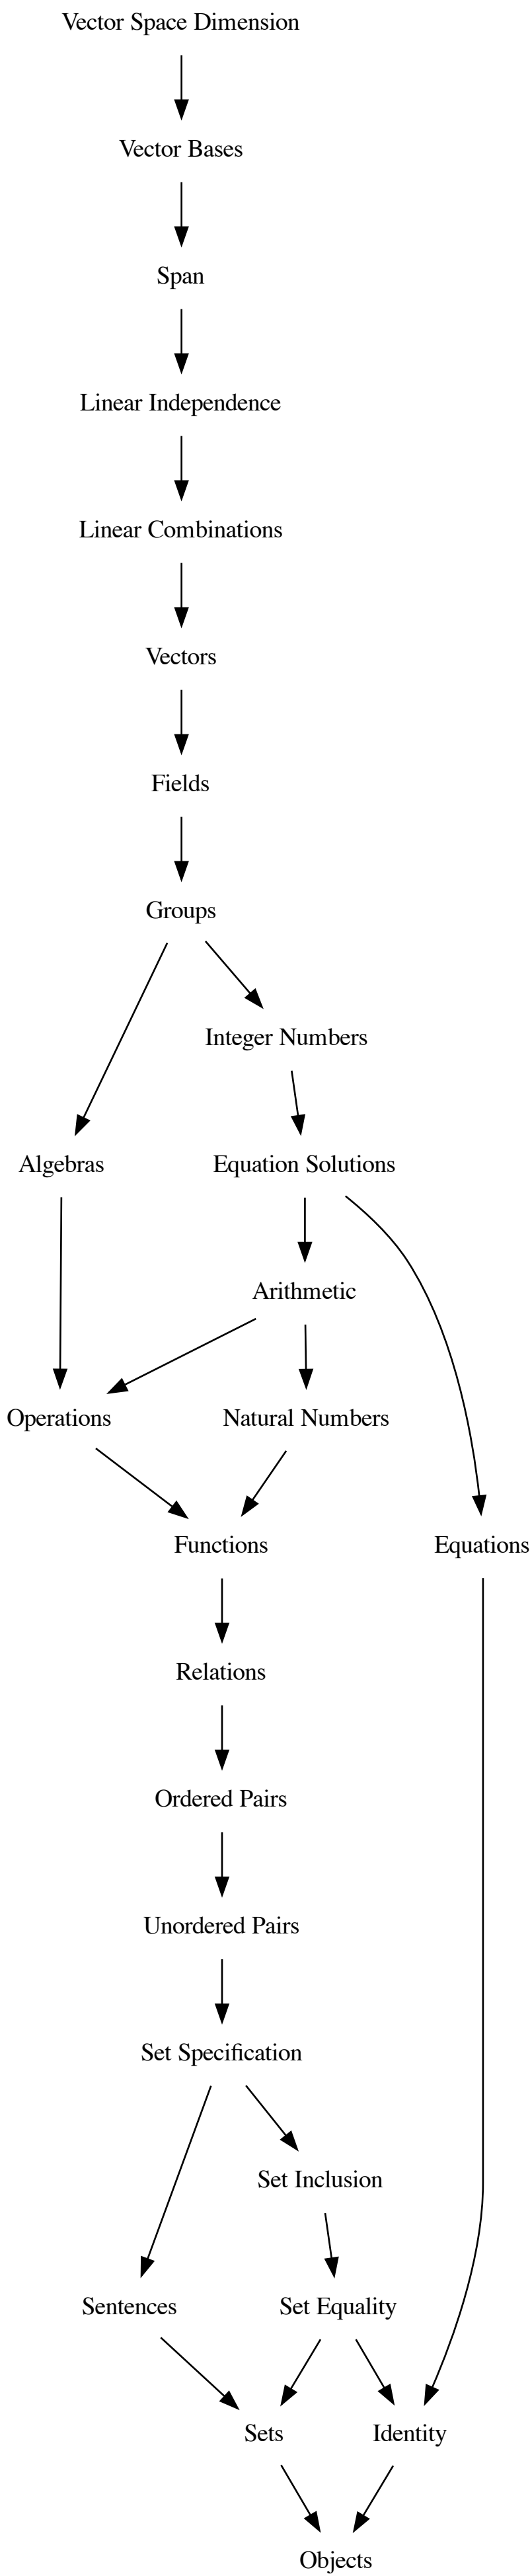 Vector Space Dimension
Vector Bases
Span
Linear Independence
Linear Combinations
Vectors
Fields
Groups
Integer Numbers
Algebras
Equation Solutions
Arithmetic
Operations
Natural Numbers
Functions
Equations
Relations
Ordered Pairs
Unordered Pairs
Set Specification
Set Inclusion
Sentences
Set Equality
Sets
Identity
Objects